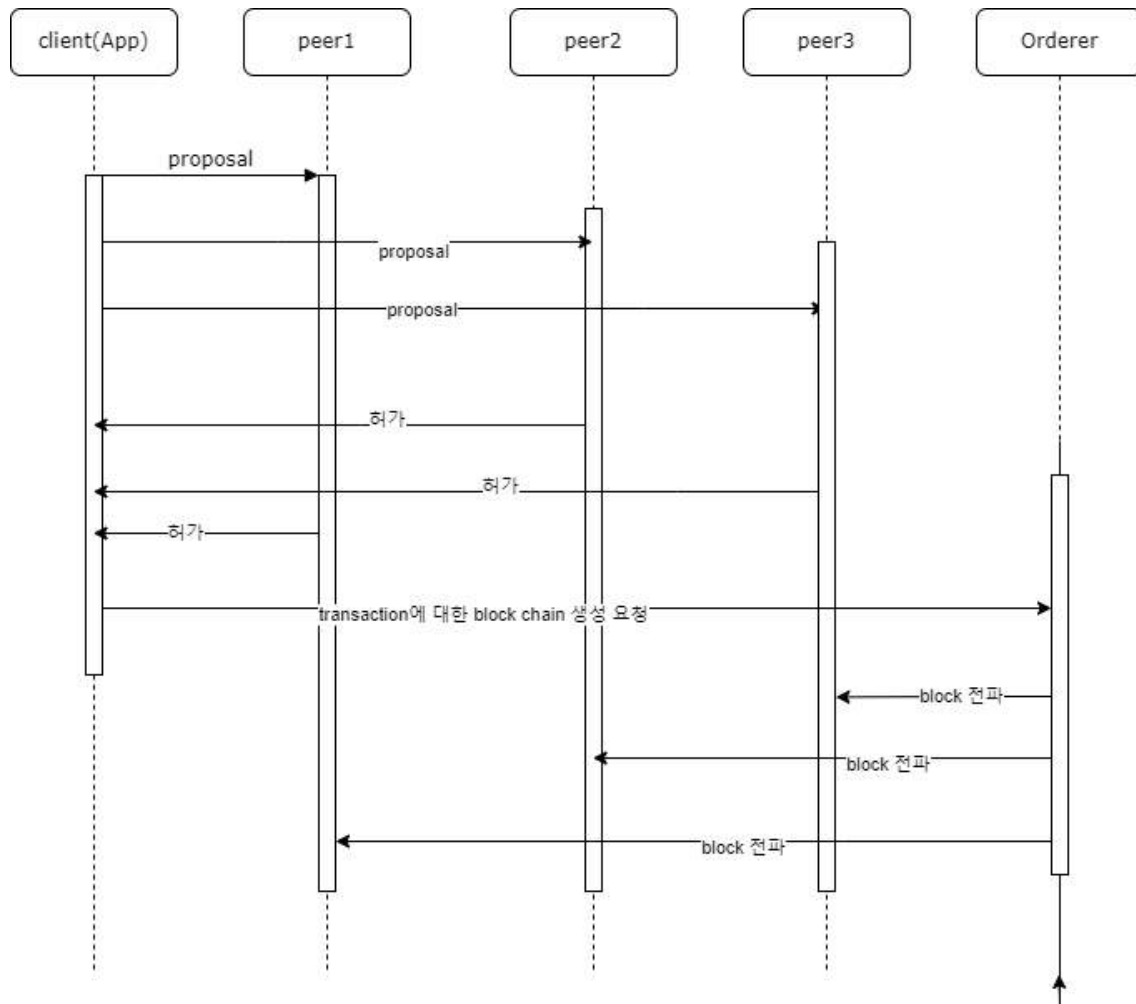 client(App)
peer1
peer2
peer3
Orderer
proposal
proposal
proposal
허가
허가
허가
transaction에 대한 block chain 생성 요청
block 전파
block 전파
block 전파